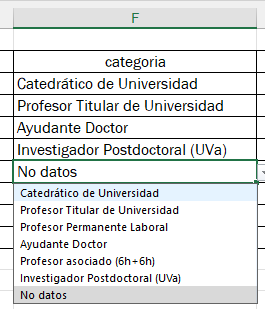 F
categoria
Catedrático de Universidad
Profesor Titular de Universidad
Ayudante Doctor
Investigador Postdoctoral (UVa)
No datos
Catedrático de Universidad
Profesor Titular de Universidad
Profesor Permanente Laboral
Ayudante Doctor
Profesor asociado (6h+6h)
Investigador Postdoctoral (UVa)
No datos